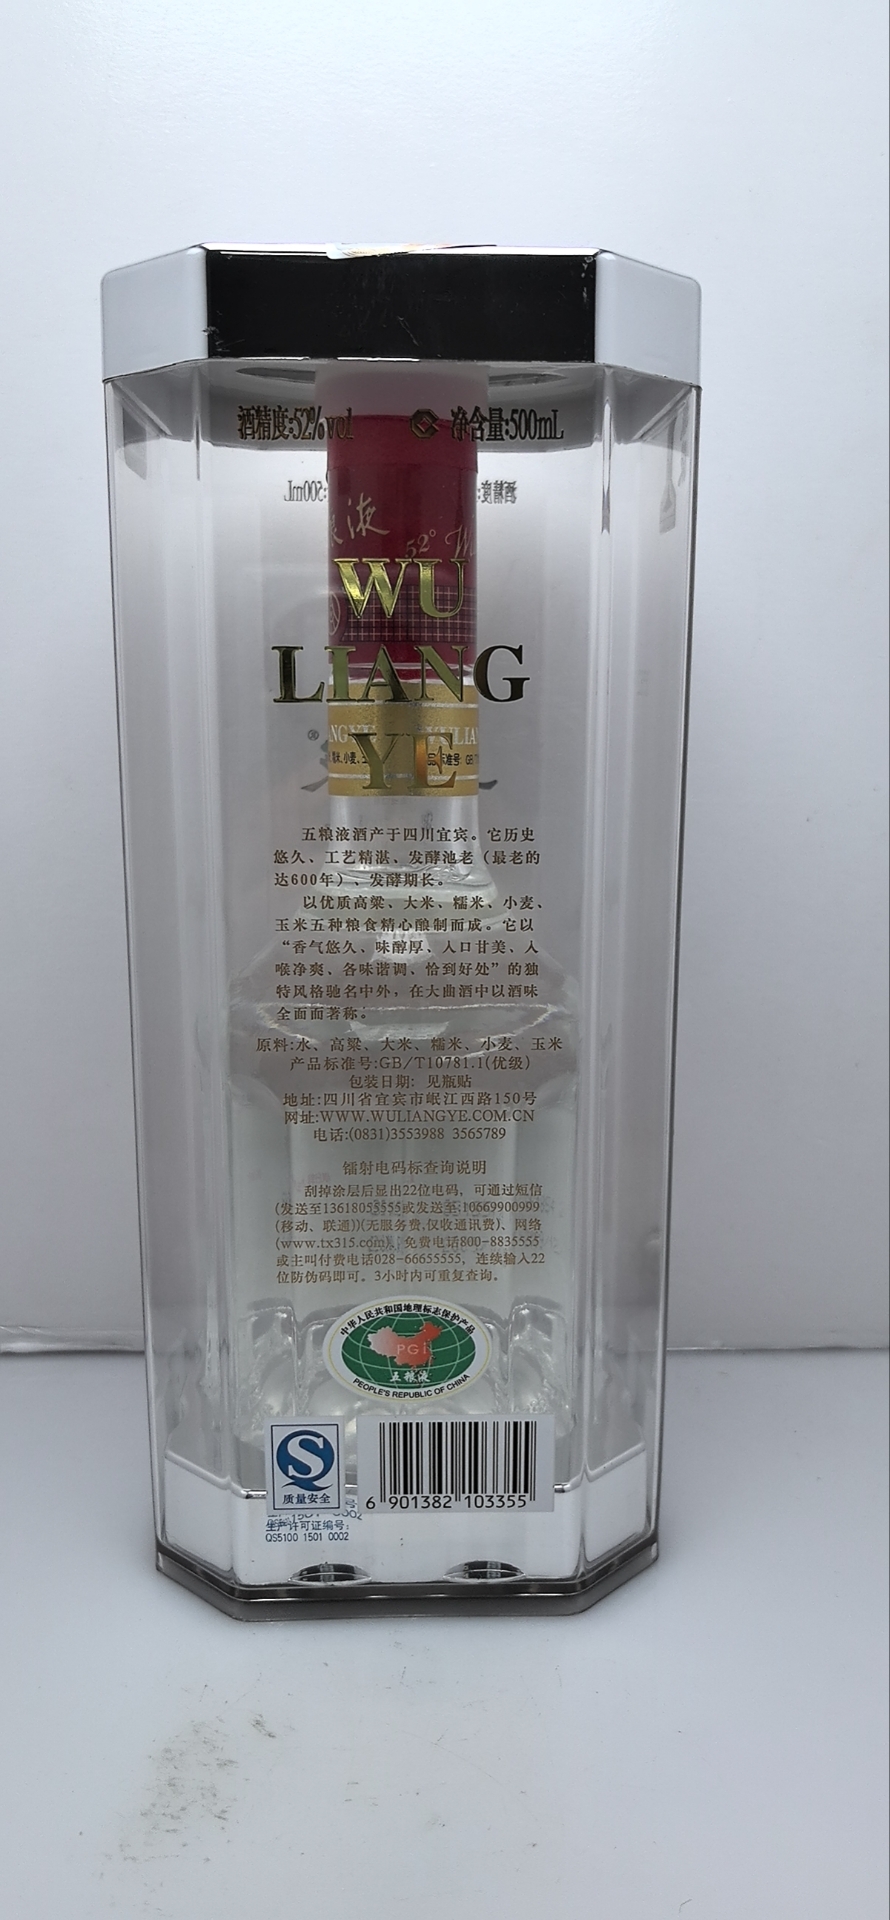 酒精度:52%vol 净含量:500mL
液
52°
WU
LIANG
YE
五粮液酒产于四川宜宾。它历史
悠久、工艺精湛、发酵池老（最老的
达600年）、发酵期长。
以优质高粱、大米、糯米、小麦、
玉米五种粮食精心酿制而成。它以
“香气悠久、味醇厚、入口甘美、入
喉净爽、各味谐调、恰到好处”的独
特风格驰名中外，在大曲酒中以酒味
全面而著称。
原料:水、高粱、大米、糯米、小麦、玉米
产品标准号:GB/T10781.1(优级)
包装日期: 见瓶贴
地址:四川省宜宾市岷江西路150号
网址:WWW.WULIANGYE.COM.CN
电话:(0831)3553988 3565789
镭射电码标查询说明
刮掉涂层后显出22位电码，可通过短信
(发送至13618055555或发送至:10669900999
(移动、联通))(无服务费,仅收通讯费)、网络
(www.tx315.com)、免费电话800-8835555
或主叫付费电话028-66655555，连续输入22
位防伪码即可。3小时内可重复查询。
中华人民共和国地理标志保护产品
PGI
五粮液
PEOPLE'S REPUBLIC OF CHINA
质量安全
6 901382 103355
生产许可证编号:
QS5100 1501 0002